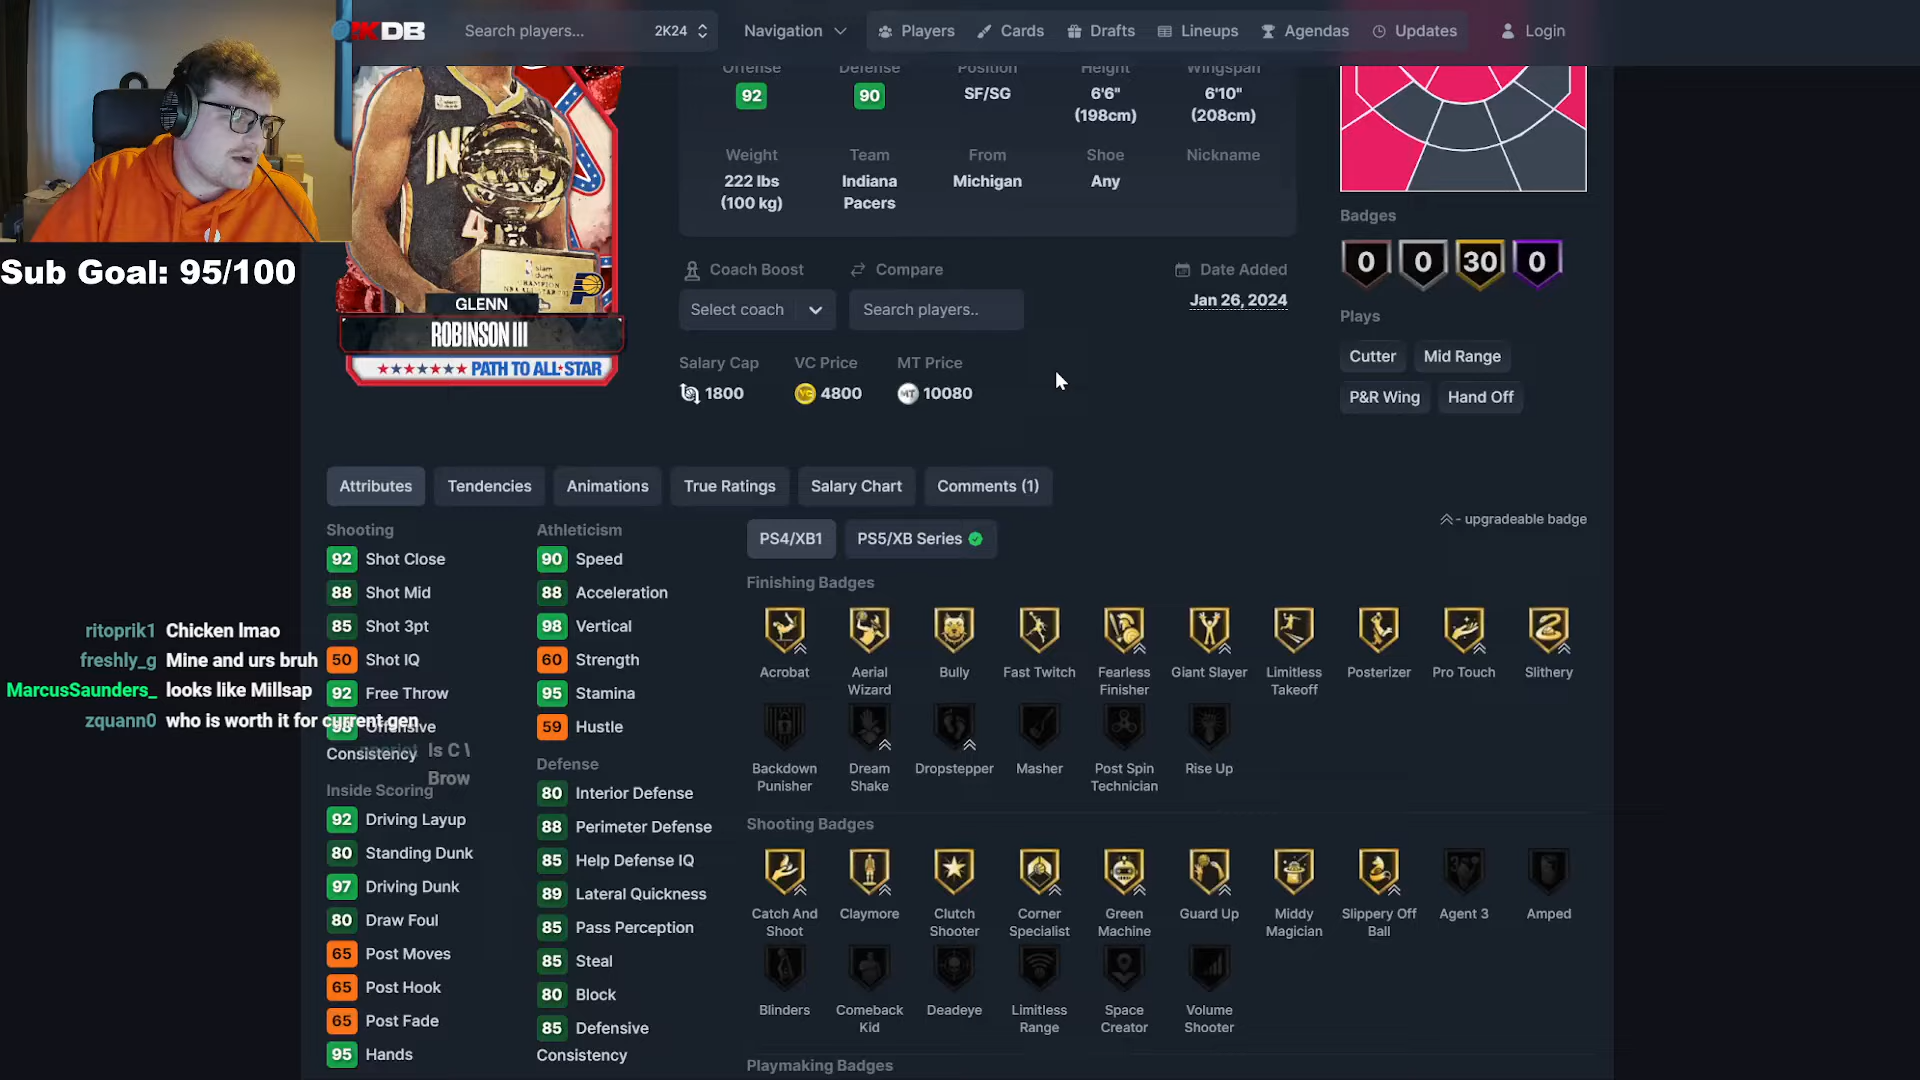 2KDB
Search players...
2K24
Navigation
Players
Cards
Drafts
Lineups
Agendas
Updates
Login
Sub Goal: 95/100
GLENN
ROBINSON III
PATH TO ALL★STAR
Offense
92
Defense
90
Position
SF/SG
Height
6'6"
(198cm)
Wingspan
6'10"
(208cm)
Weight
222 lbs
(100 kg)
Team
Indiana
Pacers
From
Michigan
Shoe
Any
Nickname
Coach Boost
Select coach
Compare
Search players..
Date Added
Jan 26, 2024
Salary Cap
1800
VC Price
VC 4800
MT Price
MT 10080
Badges
0 0 30 0
Plays
Cutter
Mid Range
P&R Wing
Hand Off
Attributes
Tendencies
Animations
True Ratings
Salary Chart
Comments (1)
Shooting
92 Shot Close
88 Shot Mid
85 Shot 3pt
50 Shot IQ
92 Free Throw
98 Offensive
Consistency
Inside Scoring
92 Driving Layup
80 Standing Dunk
97 Driving Dunk
80 Draw Foul
65 Post Moves
65 Post Hook
65 Post Fade
95 Hands
Athleticism
90 Speed
88 Acceleration
98 Vertical
60 Strength
95 Stamina
59 Hustle
Defense
80 Interior Defense
88 Perimeter Defense
85 Help Defense IQ
89 Lateral Quickness
85 Pass Perception
85 Steal
80 Block
85 Defensive
Consistency
PS4/XB1
PS5/XB Series
- upgradeable badge
Finishing Badges
Acrobat
Aerial
Wizard
Bully
Fast Twitch
Fearless
Finisher
Giant Slayer
Limitless
Takeoff
Posterizer
Pro Touch
Slithery
Backdown
Punisher
Dream
Shake
Dropstepper
Masher
Post Spin
Technician
Rise Up
Shooting Badges
Catch And
Shoot
Claymore
Clutch
Shooter
Corner
Specialist
Green
Machine
Guard Up
Middy
Magician
Slippery Off
Ball
Agent 3
Amped
Blinders
Comeback
Kid
Deadeye
Limitless
Range
Space
Creator
Volume
Shooter
Playmaking Badges
ritoprik1 Chicken lmao
freshly_g Mine and urs bruh
MarcusSaunders_ looks like Millsap
zquann0 who is worth it for current gen
Is C \
Brow